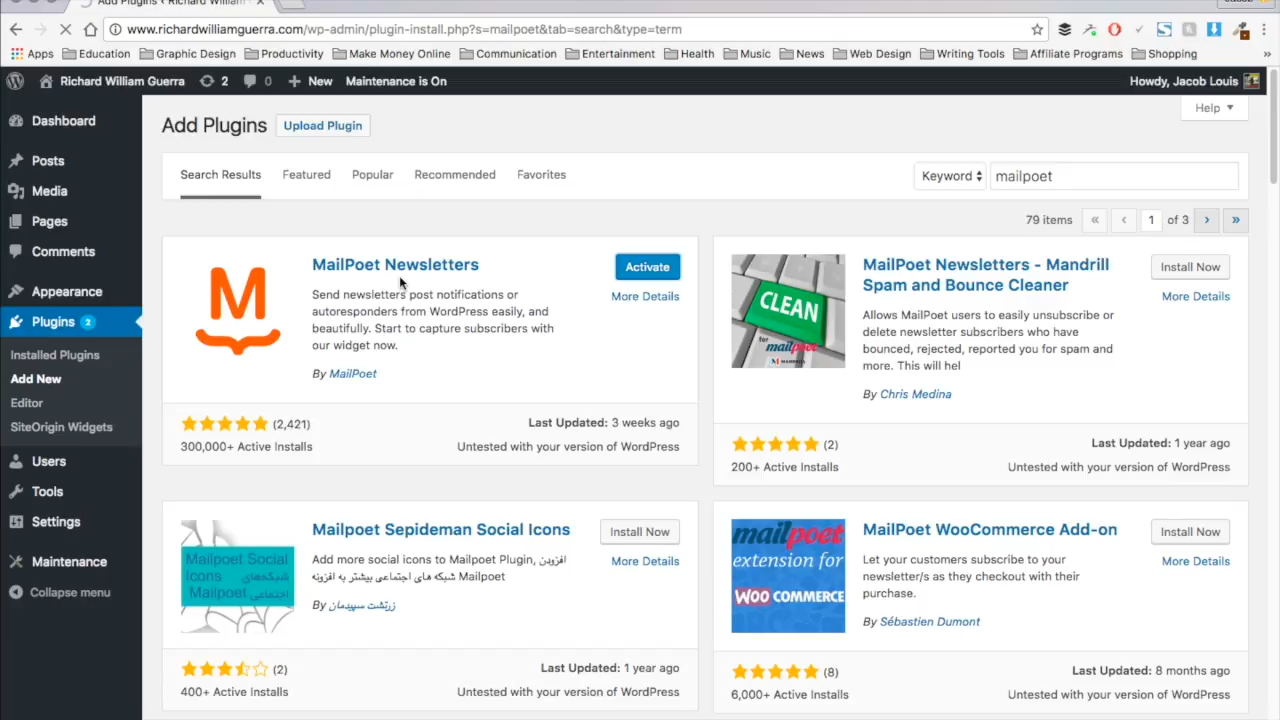 Add Plugins ‹ Richard William
www.richardwilliamguerra.com/wp-admin/plugin-install.php?s=mailpoet&tab=search&type=term
Apps Education Graphic Design Productivity Make Money Online Communication Entertainment Health Music News Web Design Writing Tools Affiliate Programs Shopping »
Richard William Guerra 2 0 New Maintenance is On Howdy, Jacob Louis
Dashboard
Posts
Media
Pages
Comments
Appearance
Plugins 2
Installed Plugins
Add New
Editor
SiteOrigin Widgets
Users
Tools
Settings
Maintenance
Collapse menu
Help
Add Plugins Upload Plugin
Search Results Featured Popular Recommended Favorites Keyword mailpoet
79 items « ‹ 1 of 3 › »
M
MailPoet Newsletters
Activate
More Details
Send newsletters post notifications or
autoresponders from WordPress easily, and
beautifully. Start to capture subscribers with
our widget now.
By MailPoet
(2,421)
300,000+ Active Installs
Last Updated: 3 weeks ago
Untested with your version of WordPress
CLEAN
for
mailpoet
MailPoet Newsletters - Mandrill
Spam and Bounce Cleaner
Install Now
More Details
Allows MailPoet users to easily unsubscribe or
delete newsletter subscribers who have
bounced, rejected, reported you for spam and
more. This will hel
By Chris Medina
(2)
200+ Active Installs
Last Updated: 1 year ago
Untested with your version of WordPress
Mailpoet Social
Icons شبکه‌های
Mailpoet اجتماعی
Mailpoet Sepideman Social Icons
Install Now
More Details
Add more social icons to Mailpoet Plugin, افزودن
شبکه های اجتماعی بیشتر به افزونه Mailpoet
By زرتشت سپیدمان
(2)
400+ Active Installs
Last Updated: 1 year ago
Untested with your version of WordPress
mailpoet
extension for
WOO COMMERCE
MailPoet WooCommerce Add-on
Install Now
More Details
Let your customers subscribe to your
newsletter/s as they checkout with their
purchase.
By Sébastien Dumont
(8)
6,000+ Active Installs
Last Updated: 8 months ago
Untested with your version of WordPress